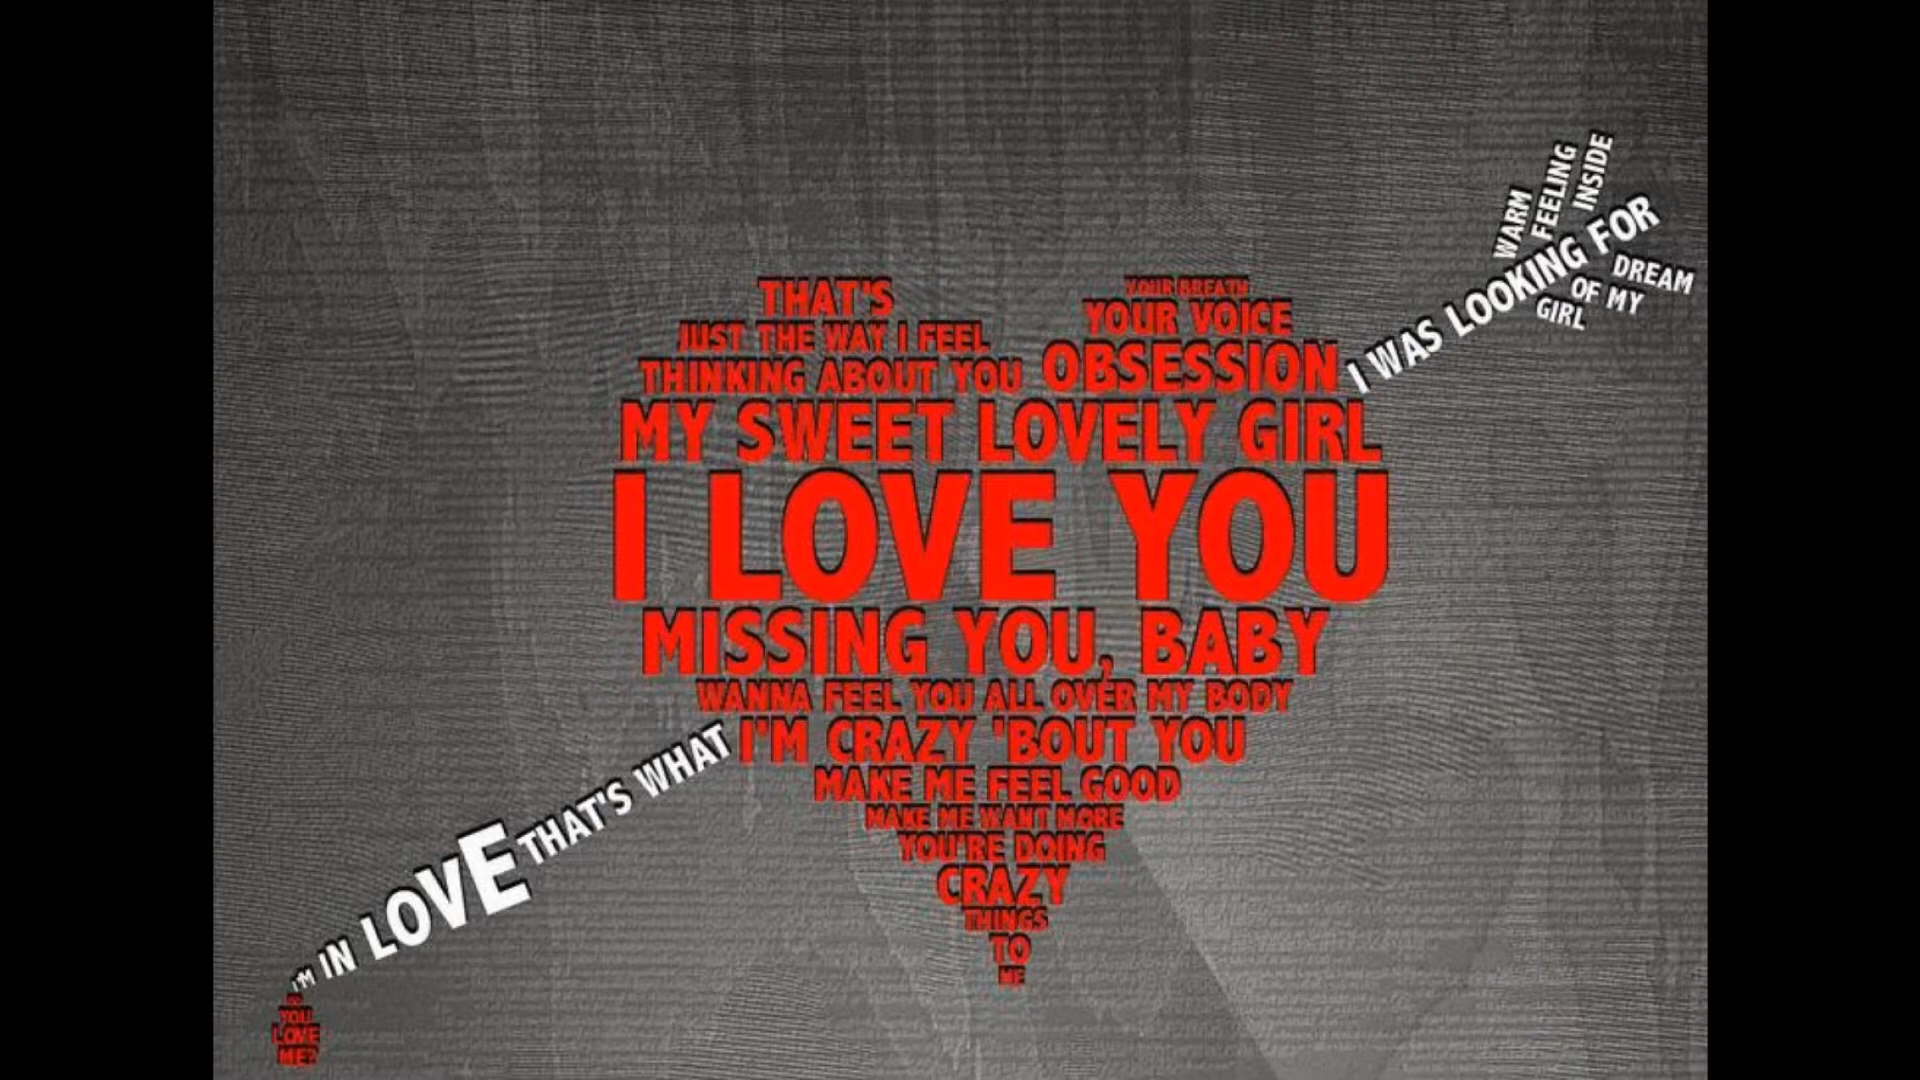 THAT'S
JUST THE WAY I FEEL
THINKING ABOUT YOU
YOUR BREATH
YOUR VOICE
OBSESSION
MY SWEET LOVELY GIRL
I LOVE YOU
MISSING YOU, BABY
WANNA FEEL YOU ALL OVER MY BODY
I'M CRAZY 'BOUT YOU
MAKE ME FEEL GOOD
MAKE ME WANT MORE
YOU'RE DOING
CRAZY
THINGS
TO
ME
I'M IN LOVE THAT'S WHAT
I WAS LOOKING FOR
WARM
FEELING
INSIDE
DREAM
OF MY
GIRL
DO
YOU
LOVE
ME?